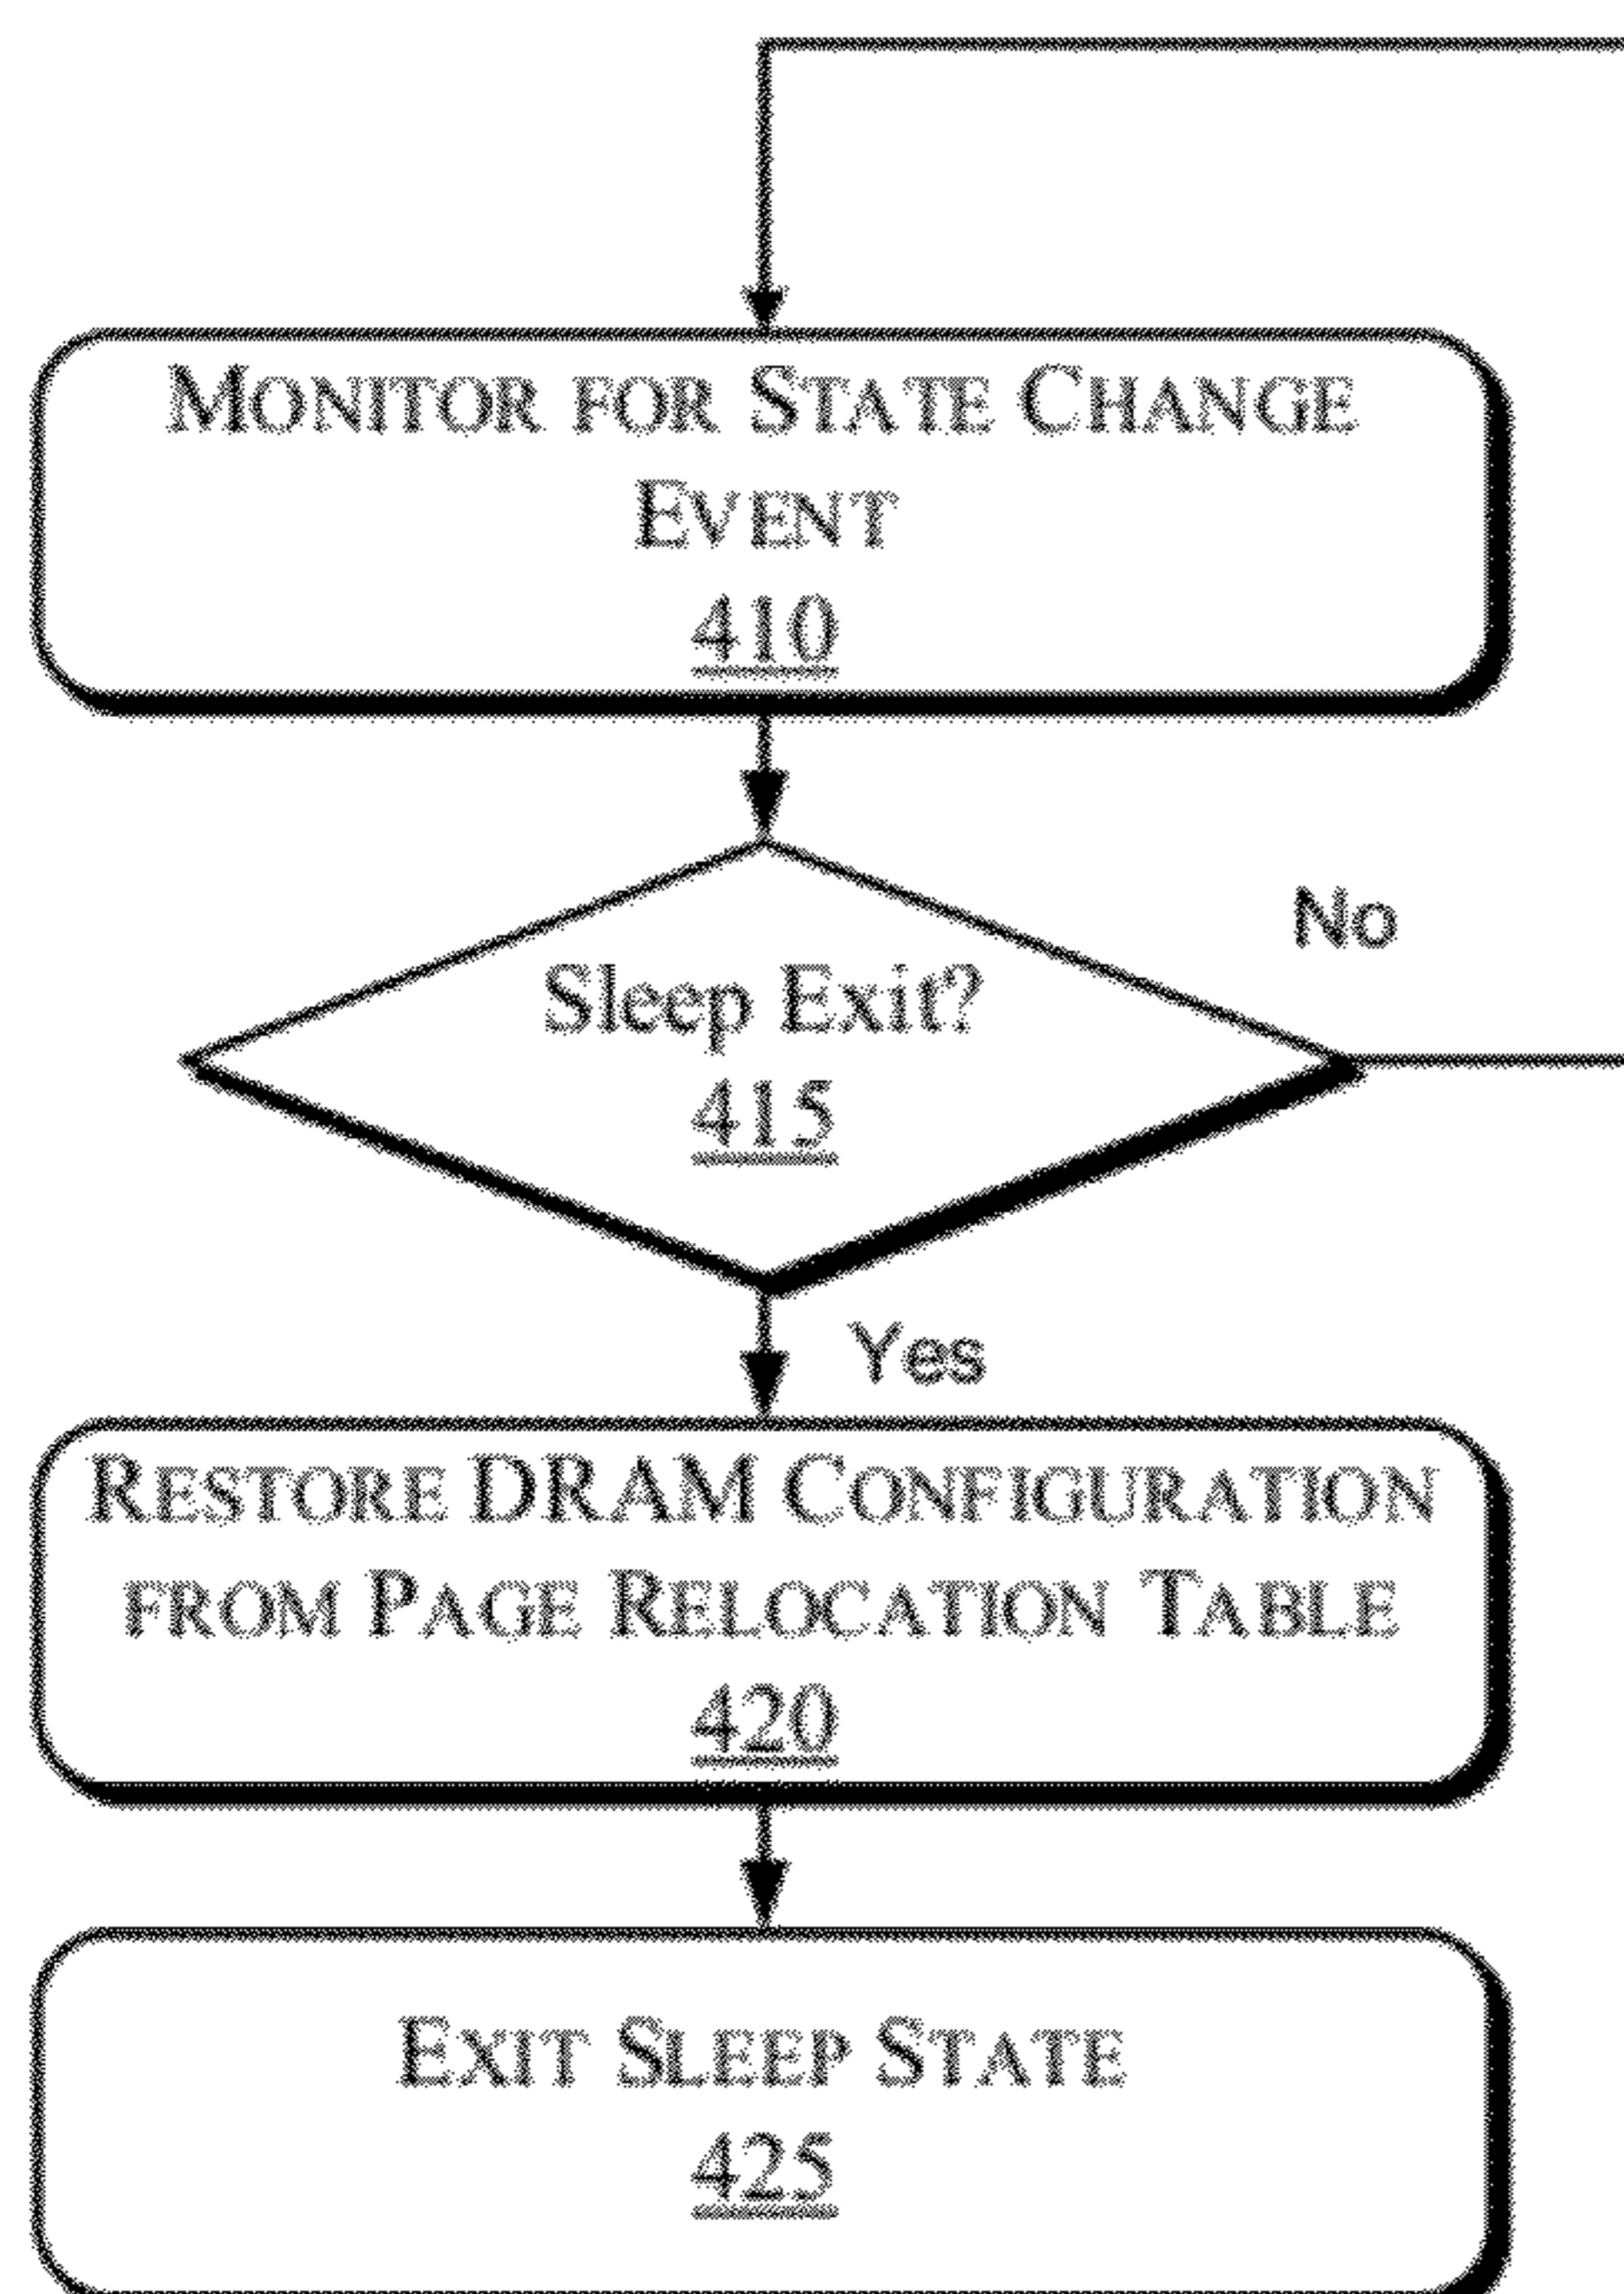 MONITOR FOR STATE CHANGE
EVENT
410
Sleep Exit?
415
No
Yes
RESTORE DRAM CONFIGURATION
FROM PAGE RELOCATION TABLE
420
EXIT SLEEP STATE
425